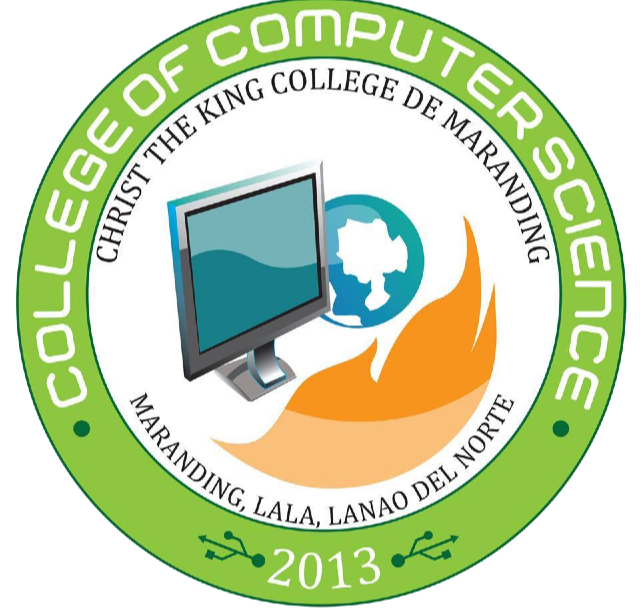 COLLEGE OF COMPUTER SCIENCE
CHRIST THE KING COLLEGE DE MARANDING
MARANDING, LALA, LANAO DEL NORTE
2013